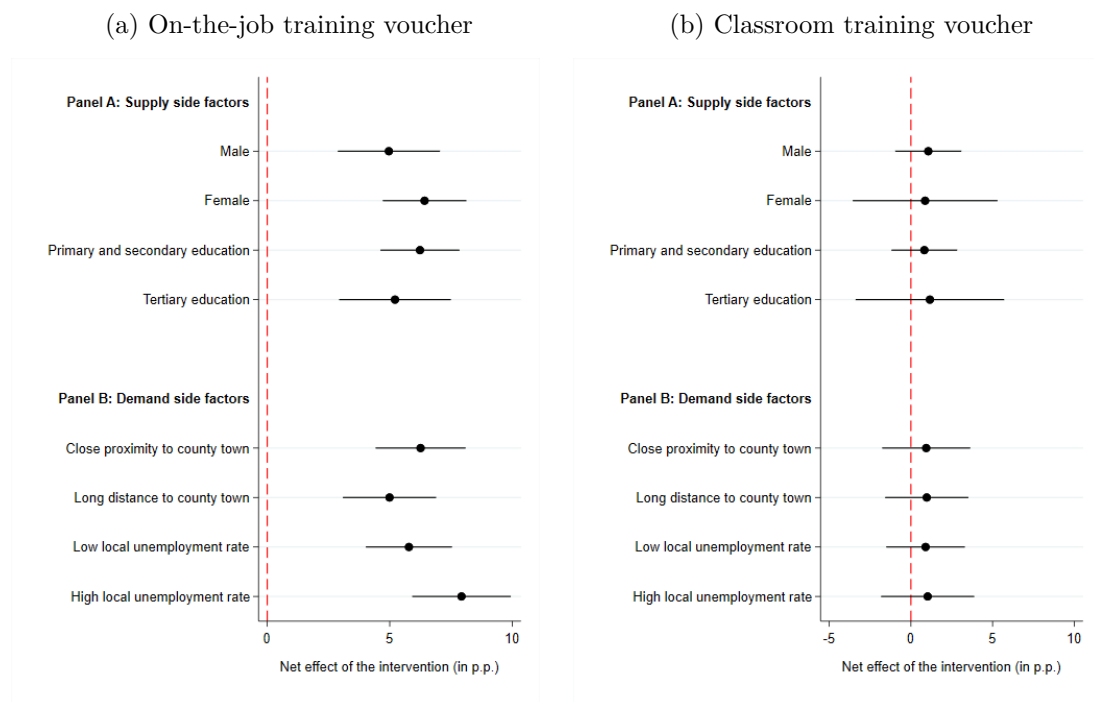 (a) On-the-job training voucher
Panel A: Supply side factors
Male
Female
Primary and secondary education
Tertiary education
Panel B: Demand side factors
Close proximity to county town
Long distance to county town
Low local unemployment rate
High local unemployment rate
0 5 10
Net effect of the intervention (in p.p.)
(b) Classroom training voucher
Panel A: Supply side factors
Male
Female
Primary and secondary education
Tertiary education
Panel B: Demand side factors
Close proximity to county town
Long distance to county town
Low local unemployment rate
High local unemployment rate
-5 0 5 10
Net effect of the intervention (in p.p.)